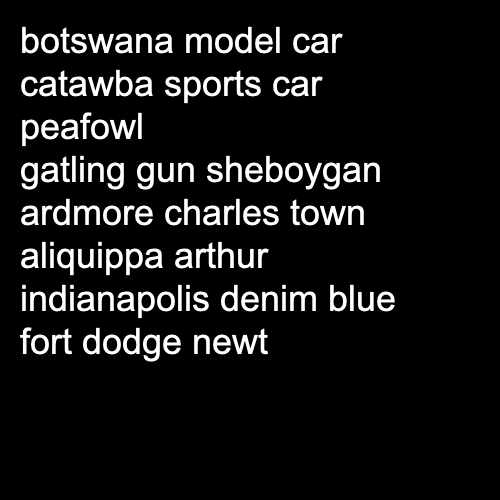 botswana model car
catawba sports car
peafowl
gatling gun sheboygan
ardmore charles town
aliquippa arthur
indianapolis denim blue
fort dodge newt